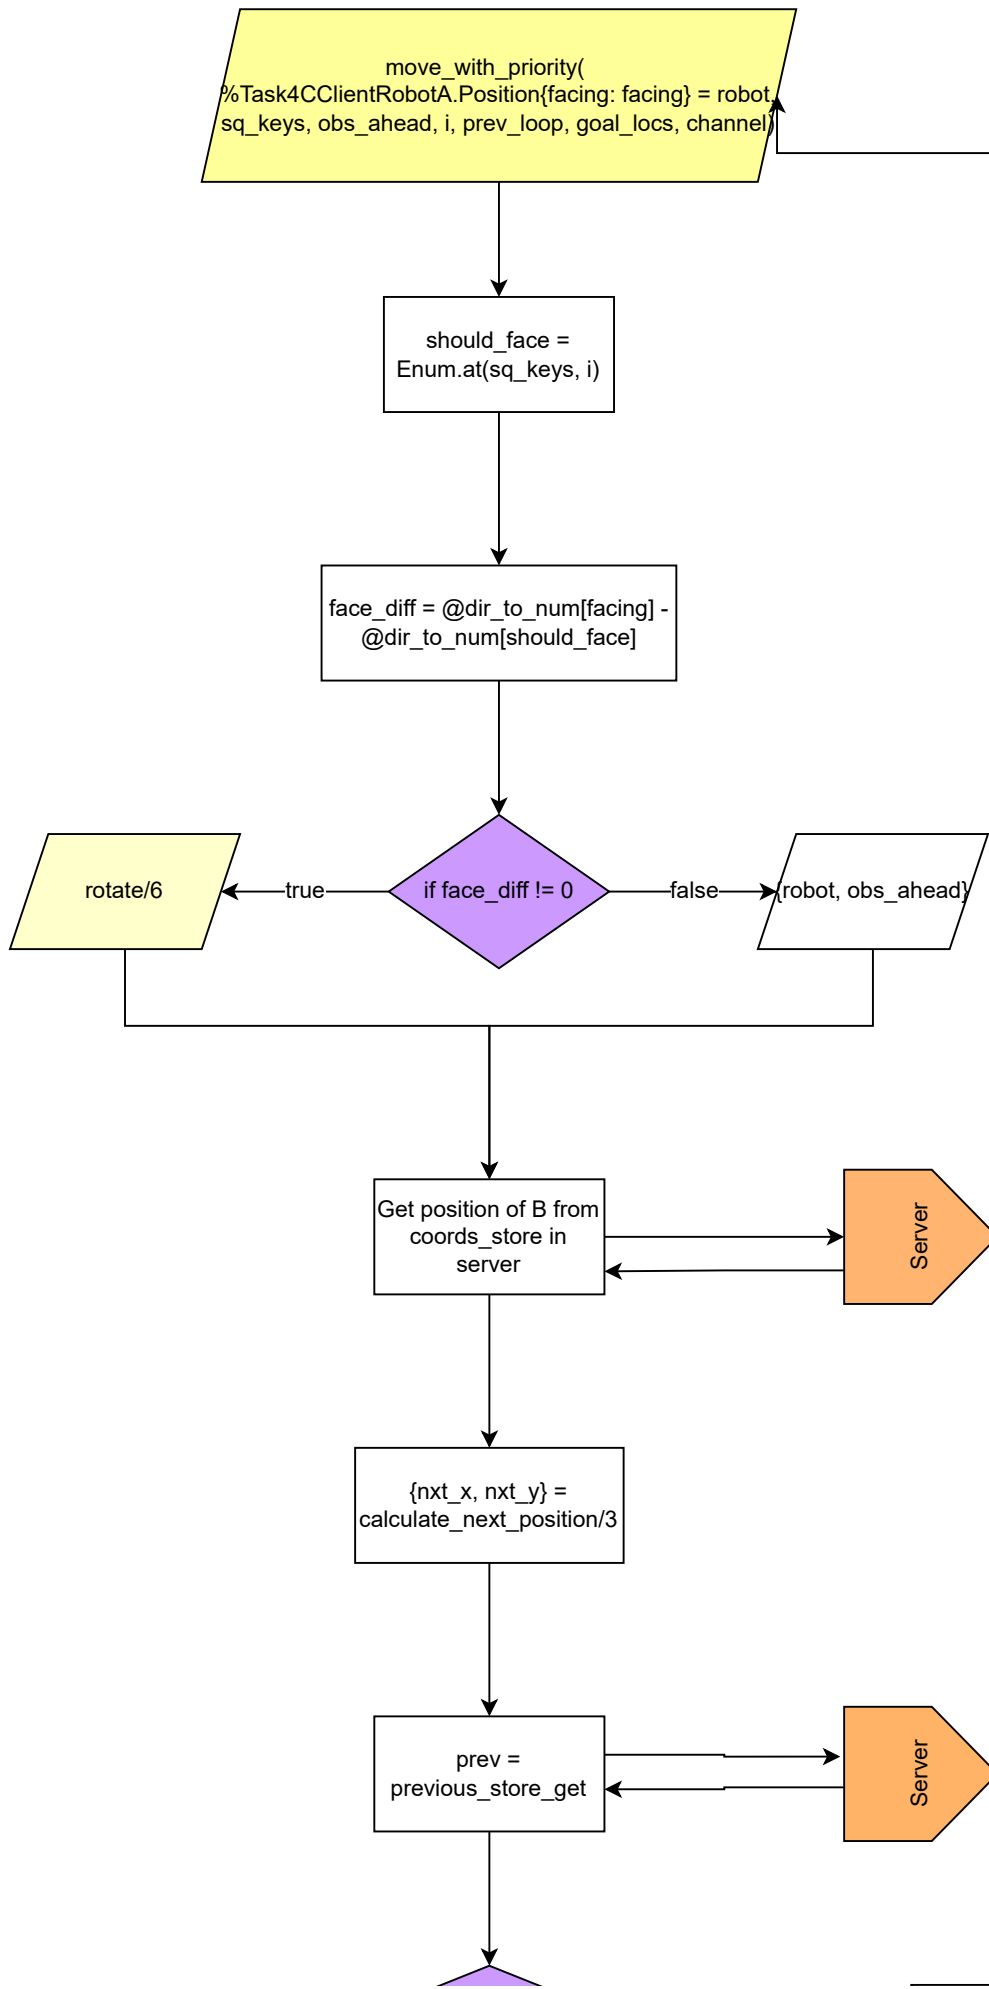 move_with_priority(
%Task4CClientRobotA.Position{facing: facing} = robot,
sq_keys, obs_ahead, i, prev_loop, goal_locs, channel)
should_face =
Enum.at(sq_keys, i)
face_diff = @dir_to_num[facing] -
@dir_to_num[should_face]
rotate/6
true
if face_diff != 0
false
{robot, obs_ahead}
Get position of B from
coords_store in
server
Server
{nxt_x, nxt_y} =
calculate_next_position/3
prev =
previous_store_get
Server